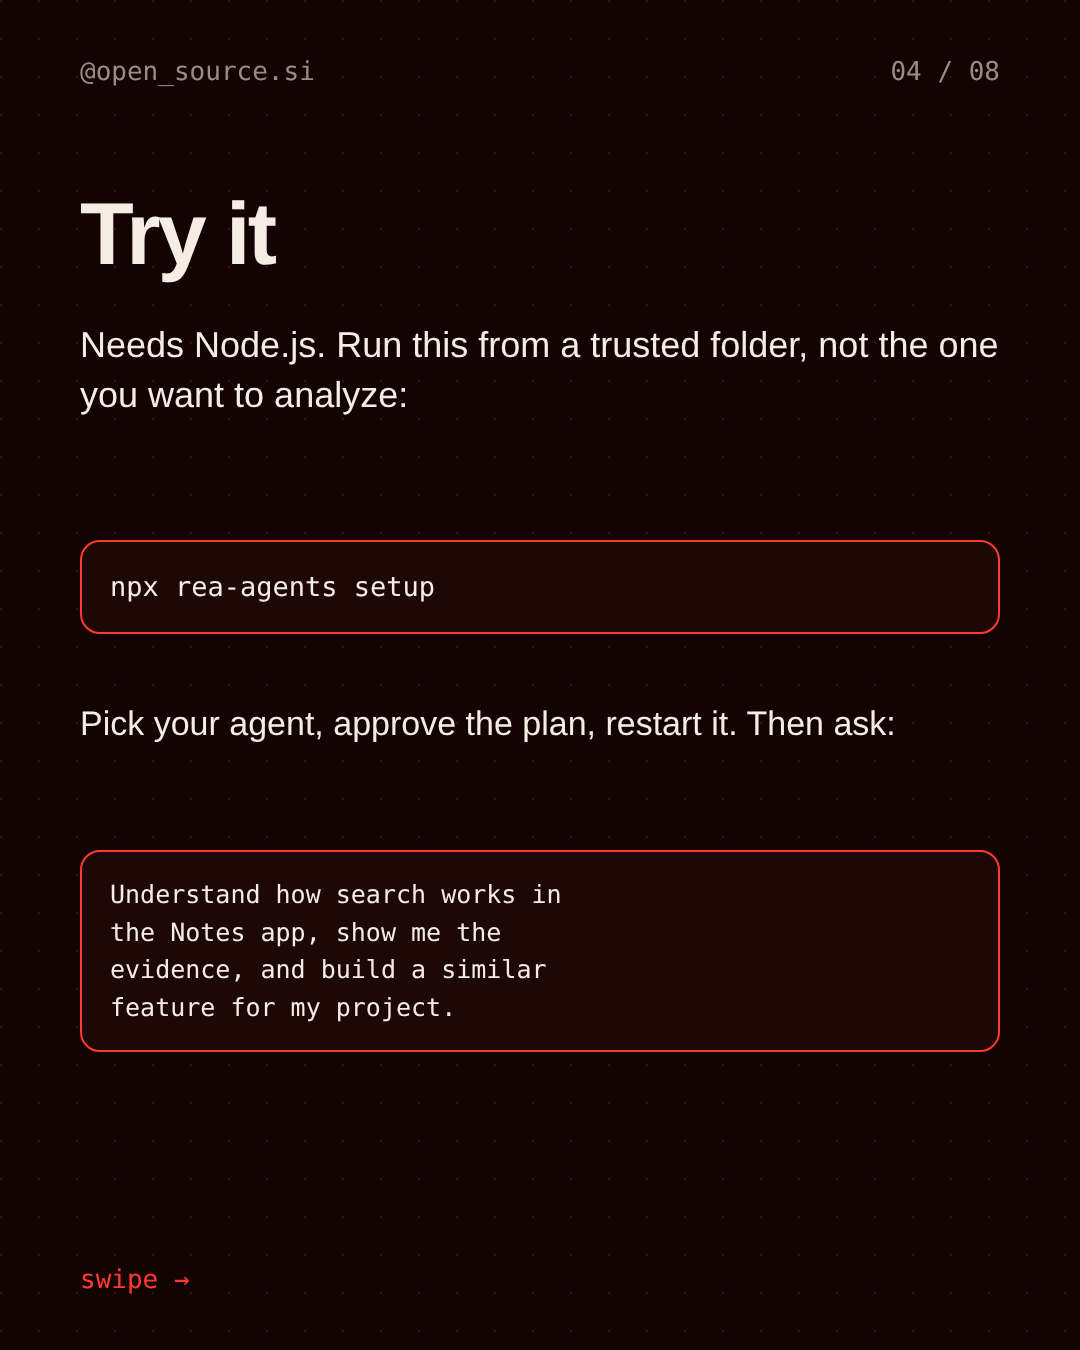 @open_source.si
04 / 08
Try it
Needs Node.js. Run this from a trusted folder, not the one
you want to analyze:
npx rea-agents setup
Pick your agent, approve the plan, restart it. Then ask:
Understand how search works in
the Notes app, show me the
evidence, and build a similar
feature for my project.
swipe →